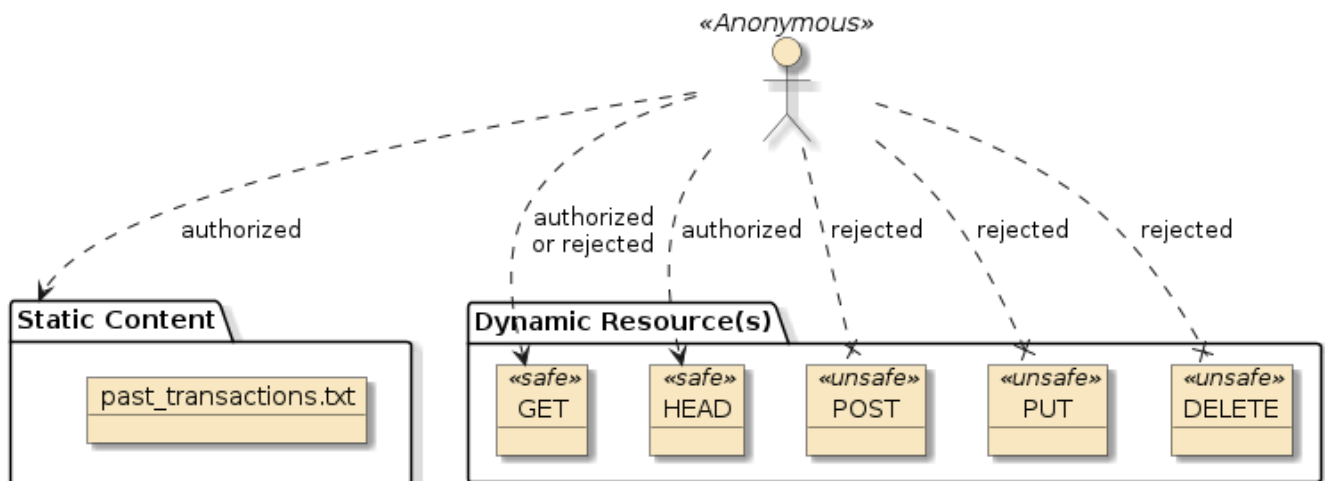 «Anonymous»
authorized
authorized
or rejected
authorized
rejected
rejected
rejected
Static Content
Dynamic Resource(s)
past_transactions.txt
«safe»
GET
«safe»
HEAD
«unsafe»
POST
«unsafe»
PUT
«unsafe»
DELETE